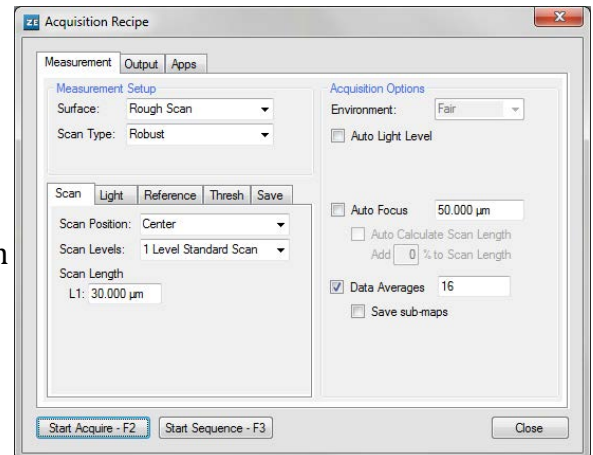 ZE Acquisition Recipe
Measurement Output Apps
Measurement Setup
Surface: Rough Scan
Scan Type: Robust
Scan Light Reference Thresh Save
Scan Position: Center
Scan Levels: 1 Level Standard Scan
Scan Length
L1: 30.000 µm
Acquisition Options
Environment: Fair
Auto Light Level
Auto Focus 50.000 µm
Auto Calculate Scan Length
Add 0 % to Scan Length
Data Averages 16
Save sub-maps
Start Acquire - F2 Start Sequence - F3 Close
n